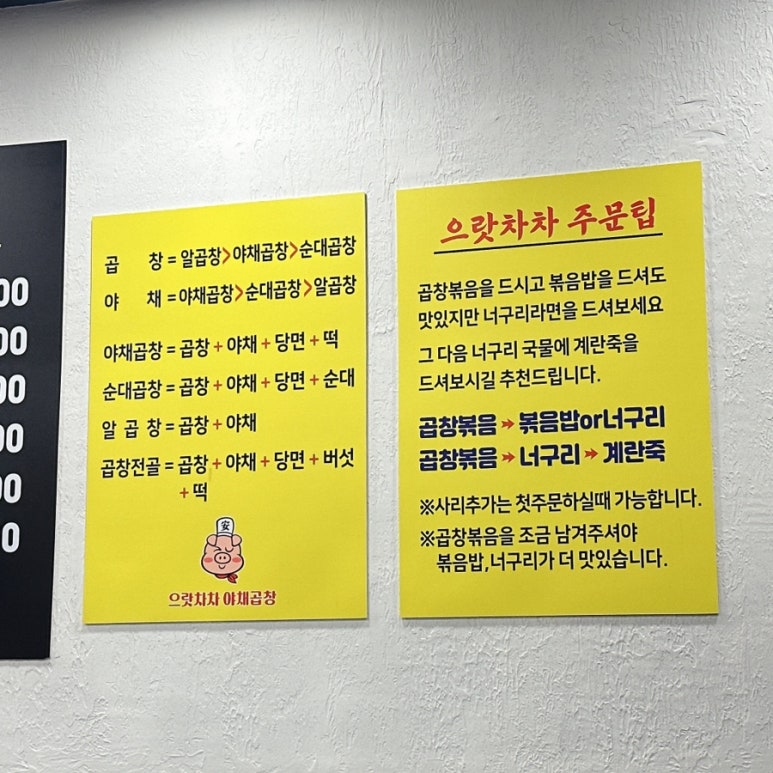 00
00
00
00
00
0
곱 창 = 알곱창>야채곱창>순대곱창
야 채 = 야채곱창>순대곱창>알곱창
야채곱창 = 곱창 + 야채 + 당면 + 떡
순대곱창 = 곱창 + 야채 + 당면 + 순대
알 곱 창 = 곱창 + 야채
곱창전골 = 곱창 + 야채 + 당면 + 버섯
+ 떡
安
으랏차차 야채곱창
으랏차차 주문팁
곱창볶음을 드시고 볶음밥을 드셔도
맛있지만 너구리라면을 드셔보세요
그 다음 너구리 국물에 계란죽을
드셔보시길 추천드립니다.
곱창볶음 ➔ 볶음밥or너구리
곱창볶음 ➔ 너구리 ➔ 계란죽
※사리추가는 첫주문하실때 가능합니다.
※곱창볶음을 조금 남겨주셔야
볶음밥,너구리가 더 맛있습니다.